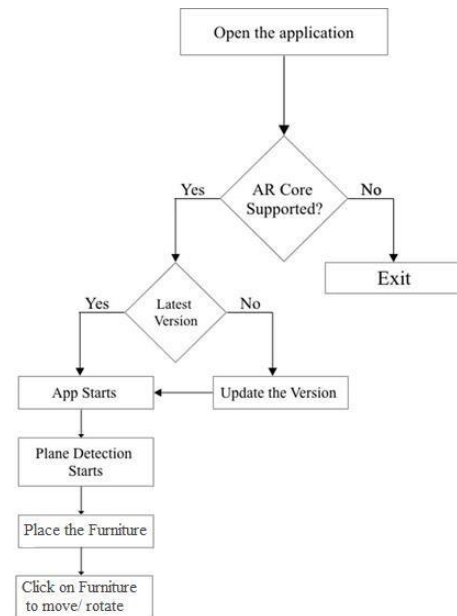 Open the application
Yes
AR Core
Supported?
No
Exit
Yes
Latest
Version
No
App Starts
Update the Version
Plane Detection
Starts
Place the Furniture
Click on Furniture
to move/ rotate